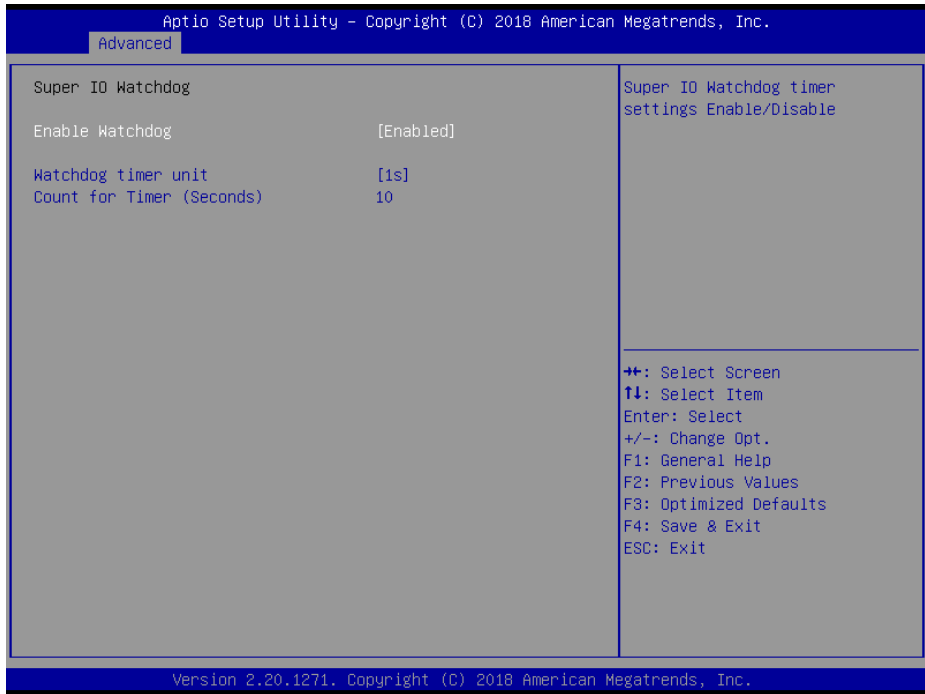 Aptio Setup Utility – Copyright (C) 2018 American Megatrends, Inc.
Advanced
Super IO Watchdog
Enable Watchdog [Enabled]
Watchdog timer unit [1s]
Count for Timer (Seconds) 10
Super IO Watchdog timer
settings Enable/Disable
→←: Select Screen
↑↓: Select Item
Enter: Select
+/-: Change Opt.
F1: General Help
F2: Previous Values
F3: Optimized Defaults
F4: Save & Exit
ESC: Exit
Version 2.20.1271. Copyright (C) 2018 American Megatrends, Inc.